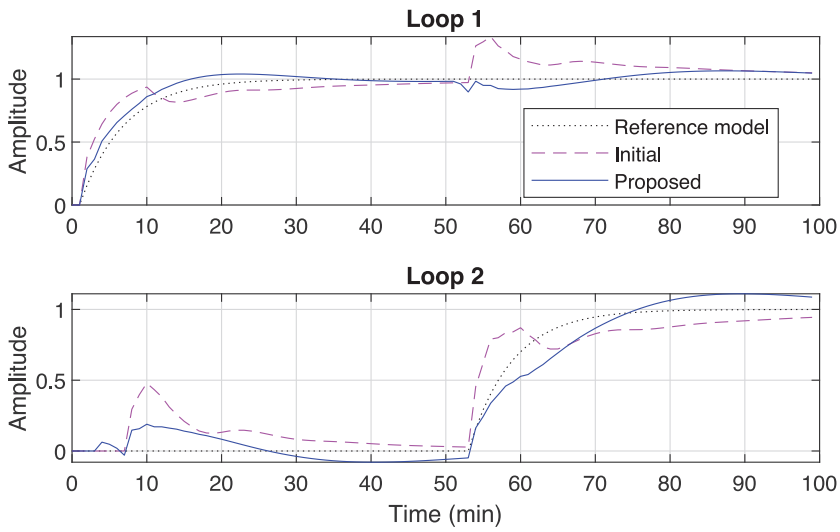 Loop 1
Amplitude
1
0.5
0
Reference model
Initial
Proposed
0 10 20 30 40 50 60 70 80 90 100
Loop 2
Amplitude
1
0.5
0
0 10 20 30 40 50 60 70 80 90 100
Time (min)